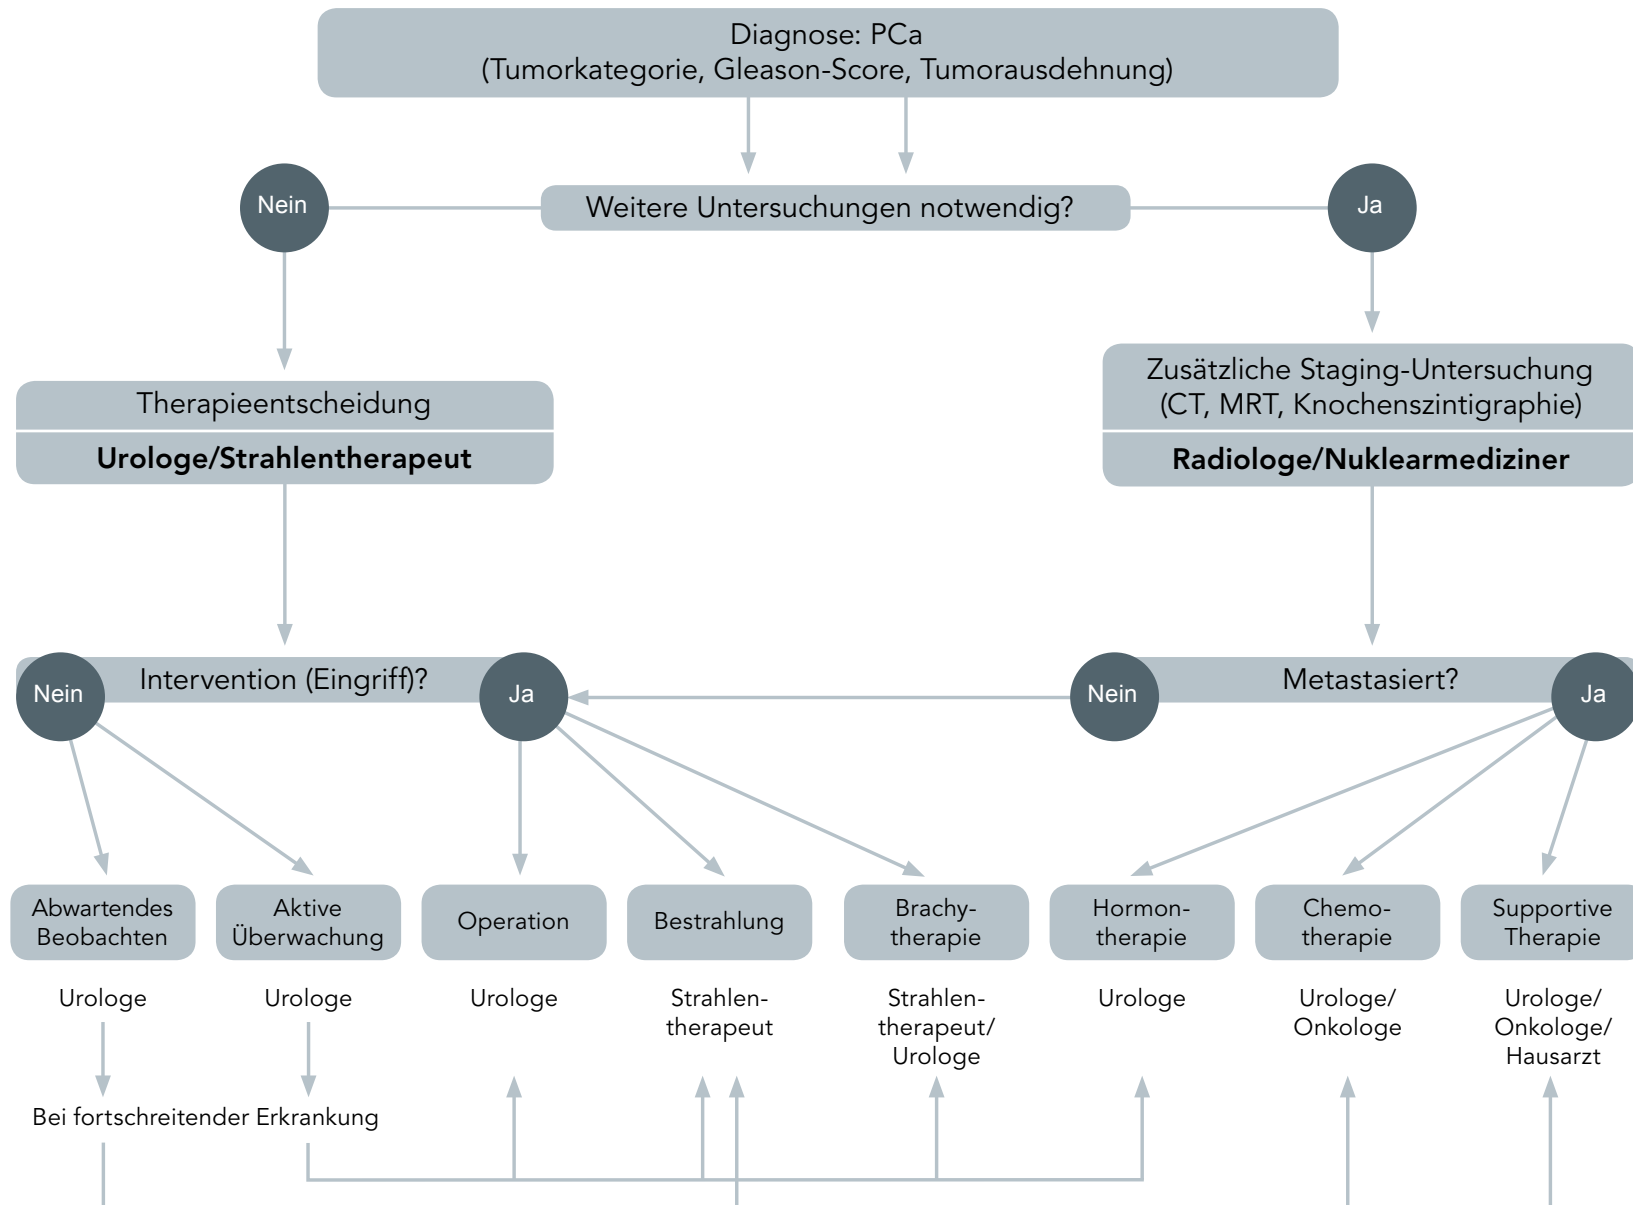 Diagnose: PCa
(Tumorkategorie, Gleason-Score, Tumorausdehnung)
Nein
Weitere Untersuchungen notwendig?
Ja
Therapieentscheidung
Urologe/Strahlentherapeut
Zusätzliche Staging-Untersuchung
(CT, MRT, Knochenszintigraphie)
Radiologe/Nuklearmediziner
Nein
Intervention (Eingriff)?
Ja
Nein
Metastasiert?
Ja
Abwartendes
Beobachten
Aktive
Überwachung
Operation
Bestrahlung
Brachy-
therapie
Hormon-
therapie
Chemo-
therapie
Supportive
Therapie
Urologe
Urologe
Urologe
Strahlen-
therapeut
Strahlen-
therapeut/
Urologe
Urologe
Urologe/
Onkologe
Urologe/
Onkologe/
Hausarzt
Bei fortschreitender Erkrankung